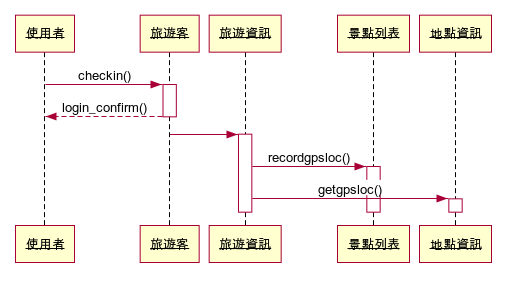 使用者 旅遊客 旅遊資訊 景點列表 地點資訊
checkin()
login_confirm()
recordgpsloc()
getgpsloc()
使用者 旅遊客 旅遊資訊 景點列表 地點資訊